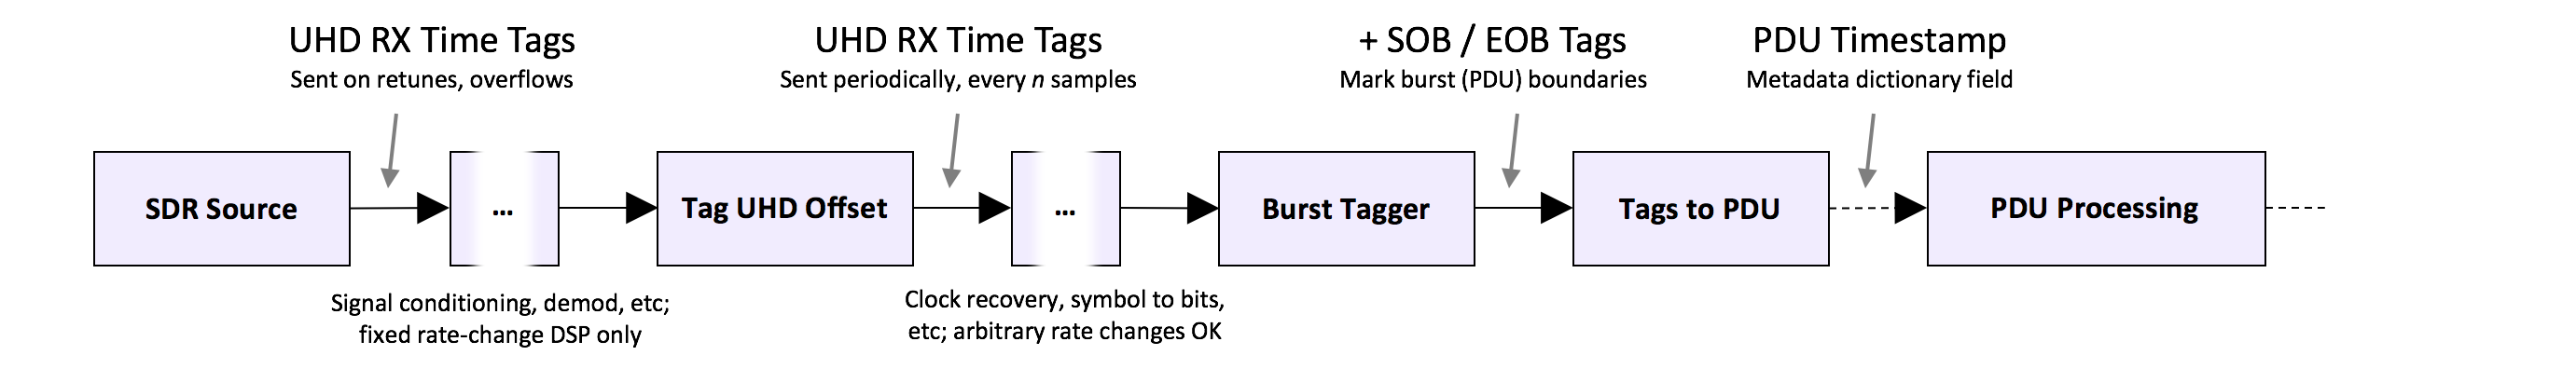 UHD RX Time Tags
Sent on retunes, overflows
UHD RX Time Tags
Sent periodically, every n samples
+ SOB / EOB Tags
Mark burst (PDU) boundaries
PDU Timestamp
Metadata dictionary field
SDR Source
...
Tag UHD Offset
...
Burst Tagger
Tags to PDU
PDU Processing
Signal conditioning, demod, etc;
fixed rate-change DSP only
Clock recovery, symbol to bits,
etc; arbitrary rate changes OK